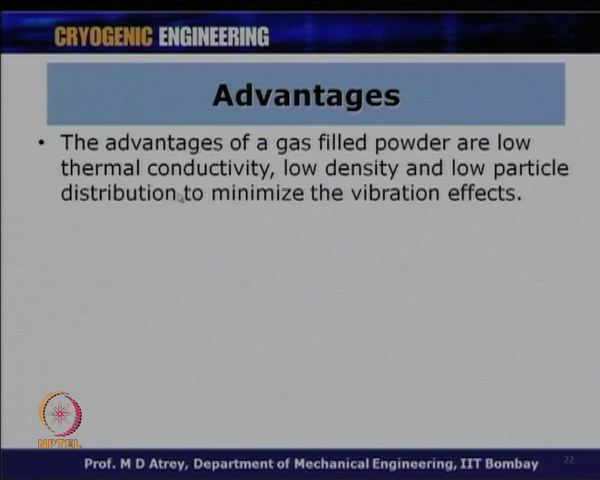 CRYOGENIC ENGINEERING
Advantages
• The advantages of a gas filled powder are low
thermal conductivity, low density and low particle
distribution to minimize the vibration effects.
NPTEL
Prof. M D Atrey, Department of Mechanical Engineering, IIT Bombay
22